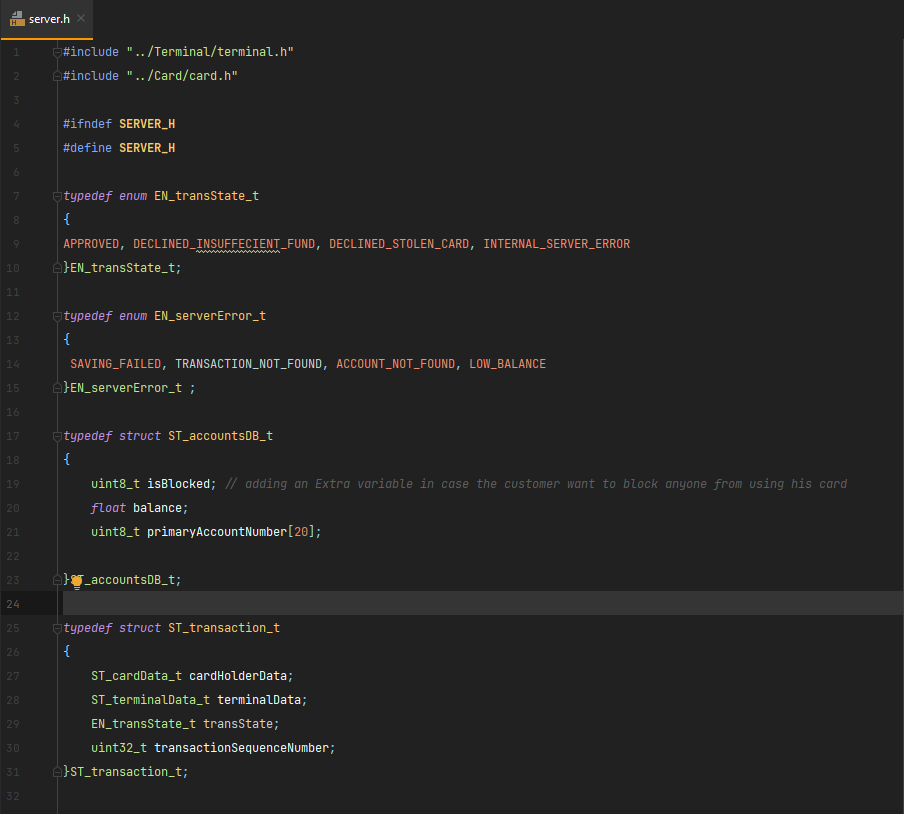 server.h
1 #include "../Terminal/terminal.h"
2 #include "../Card/card.h"
3
4 #ifndef SERVER_H
5 #define SERVER_H
6
7 typedef enum EN_transState_t
8 {
9 APPROVED, DECLINED_INSUFFECIENT_FUND, DECLINED_STOLEN_CARD, INTERNAL_SERVER_ERROR
10 }EN_transState_t;
11
12 typedef enum EN_serverError_t
13 {
14 SAVING_FAILED, TRANSACTION_NOT_FOUND, ACCOUNT_NOT_FOUND, LOW_BALANCE
15 }EN_serverError_t ;
16
17 typedef struct ST_accountsDB_t
18 {
19 uint8_t isBlocked; // adding an Extra variable in case the customer want to block anyone from using his card
20 float balance;
21 uint8_t primaryAccountNumber[20];
22
23 }ST_accountsDB_t;
24
25 typedef struct ST_transaction_t
26 {
27 ST_cardData_t cardHolderData;
28 ST_terminalData_t terminalData;
29 EN_transState_t transState;
30 uint32_t transactionSequenceNumber;
31 }ST_transaction_t;
32